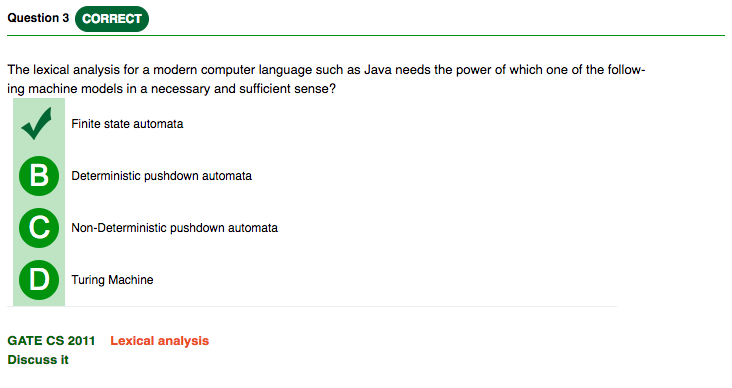 Question 3 CORRECT
The lexical analysis for a modern computer language such as Java needs the power of which one of the follow-
ing machine models in a necessary and sufficient sense?
Finite state automata
B Deterministic pushdown automata
C Non-Deterministic pushdown automata
D Turing Machine
GATE CS 2011 Lexical analysis
Discuss it